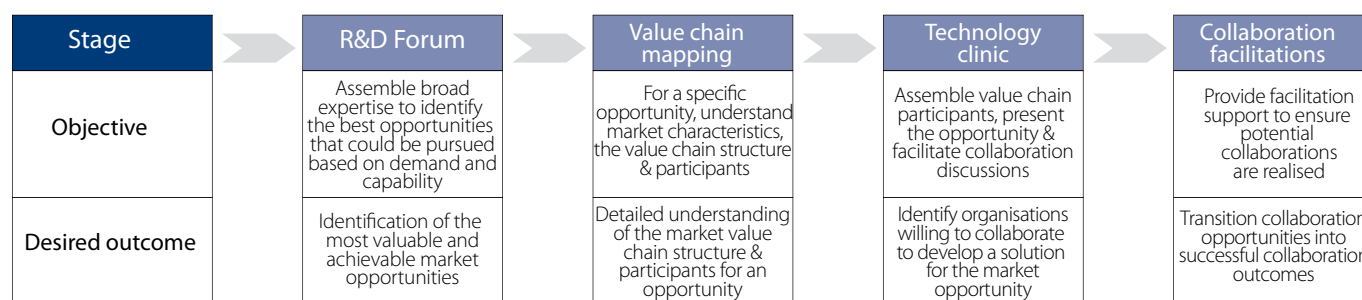 Stage
R&D Forum
Value chain
mapping
Technology
clinic
Collaboration
facilitations
Objective
Assemble broad
expertise to identify
the best opportunities
that could be pursued
based on demand and
capability
For a specific
opportunity, understand
market characteristics,
the value chain structure
& participants
Assemble value chain
participants, present
the opportunity &
facilitate collaboration
discussions
Provide facilitation
support to ensure
potential
collaborations
are realised
Desired outcome
Identification of the
most valuable and
achievable market
opportunities
Detailed understanding
of the market value
chain structure &
participants for an
opportunity
Identify organisations
willing to collaborate
to develop a solution
for the market
opportunity
Transition collaboration
opportunities into
successful collaboration
outcomes